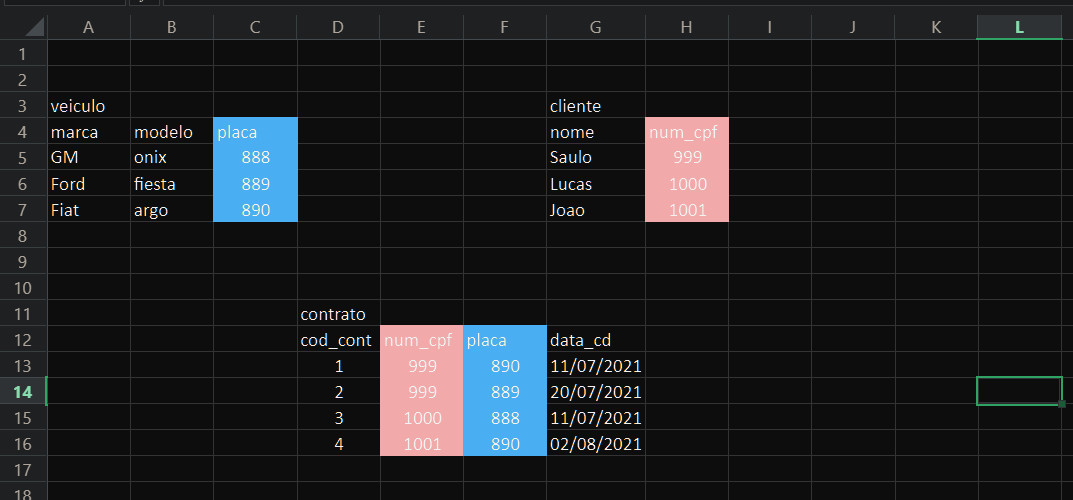 A B C D E F G H I J K L
1
2
3 veiculo cliente
4 marca modelo placa nome num_cpf
5 GM onix 888 Saulo 999
6 Ford fiesta 889 Lucas 1000
7 Fiat argo 890 Joao 1001
8
9
10
11 contrato
12 cod_cont num_cpf placa data_cd
13 1 999 890 11/07/2021
14 2 999 889 20/07/2021
15 3 1000 888 11/07/2021
16 4 1001 890 02/08/2021
17
18